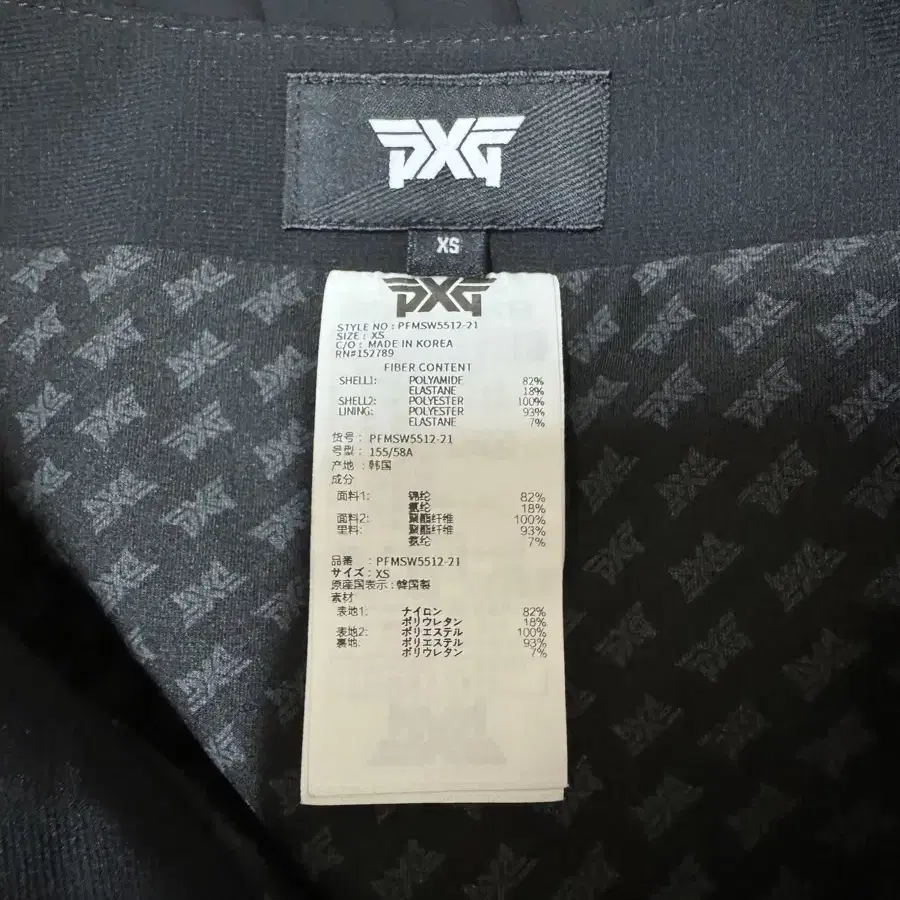 PXG
XS
PXG
STYLE NO : PFMSW5512-21
SIZE : XS
C/O : MADE IN KOREA
RN#152789
FIBER CONTENT
SHELL1: POLYAMIDE 82%
ELASTANE 18%
SHELL2: POLYESTER 100%
LINING: POLYESTER 93%
ELASTANE 7%
货号 : PFMSW5512-21
号型 : 155/58A
产地 : 韩国
成分
面料1: 锦纶 82%
氨纶 18%
面料2: 聚酯纤维 100%
里料: 聚酯纤维 93%
氨纶 7%
品番 : PFMSW5512-21
サイズ : XS
原産国表示 : 韓国製
素材
表地1: ナイロン 82%
ポリウレタン 18%
表地2: ポリエステル 100%
裏地: ポリエステル 93%
ポリウレタン 7%